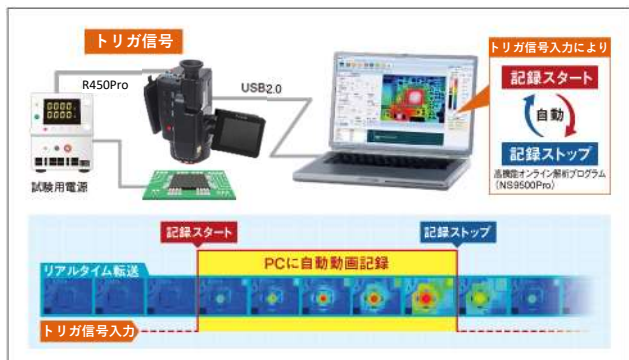 トリガ信号
R450Pro
USB2.0
試験用電源
トリガ信号入力により
記録スタート
自動
記録ストップ
高機能オンライン解析プログラム
(NS9500Pro)
記録スタート
記録ストップ
PCに自動動画記録
リアルタイム転送
トリガ信号入力